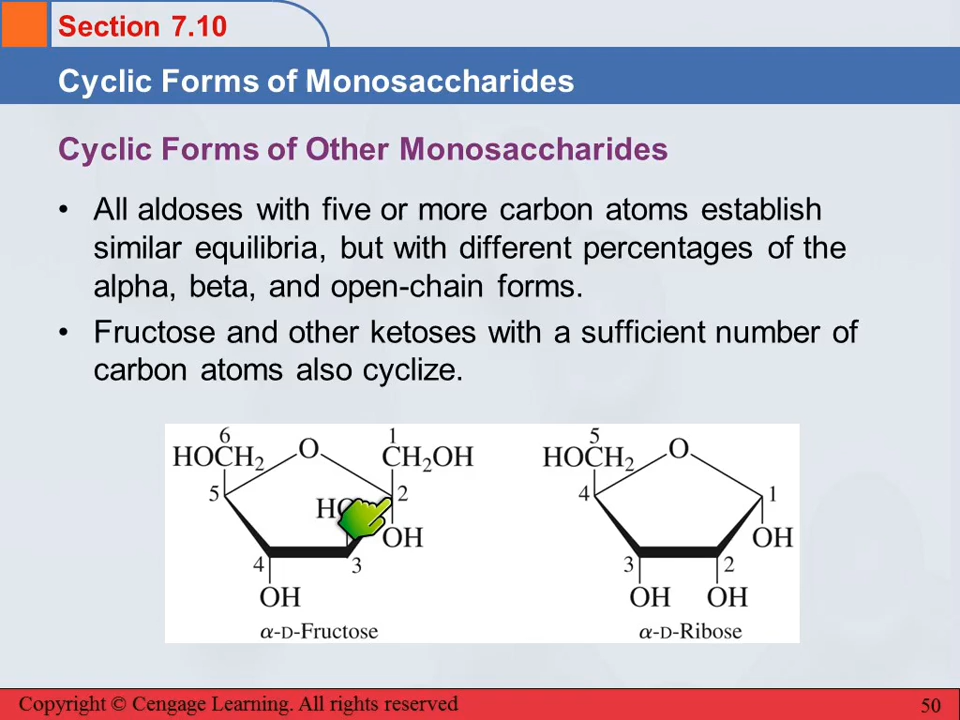 Section 7.10
Cyclic Forms of Monosaccharides
Cyclic Forms of Other Monosaccharides
• All aldoses with five or more carbon atoms establish
similar equilibria, but with different percentages of the
alpha, beta, and open-chain forms.
• Fructose and other ketoses with a sufficient number of
carbon atoms also cyclize.
6 1 5
HOCH₂ O CH₂OH HOCH₂ O
5 2 4 1
OH OH
4 3 3 2
OH OH OH
α-D-Fructose α-D-Ribose
Copyright © Cengage Learning. All rights reserved 50